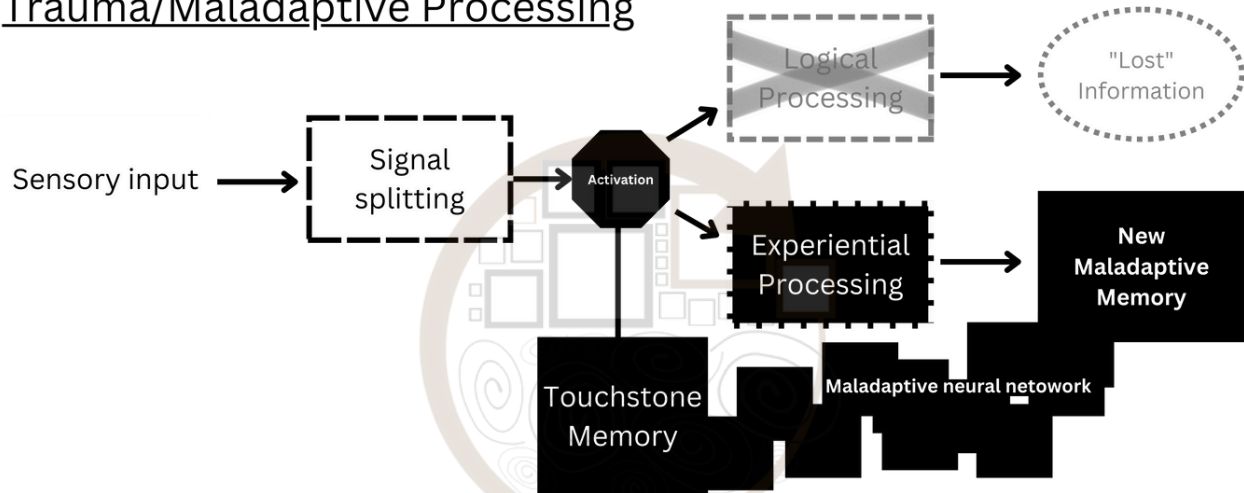 Trauma/Maladaptive Processing
Logical
Processing
"Lost"
Information
Sensory input
Signal
splitting
Activation
Experiential
Processing
New
Maladaptive
Memory
Touchstone
Memory
Maladaptive neural netowork